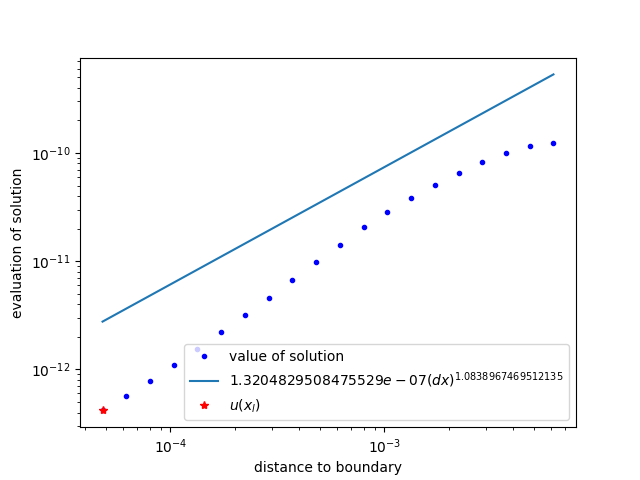 evaluation of solution
10⁻¹⁰
10⁻¹¹
10⁻¹²
value of solution
1.3204829508475529e − 07(dx)^1.0838967469512135
u(x_l)
10⁻⁴ 10⁻³
distance to boundary